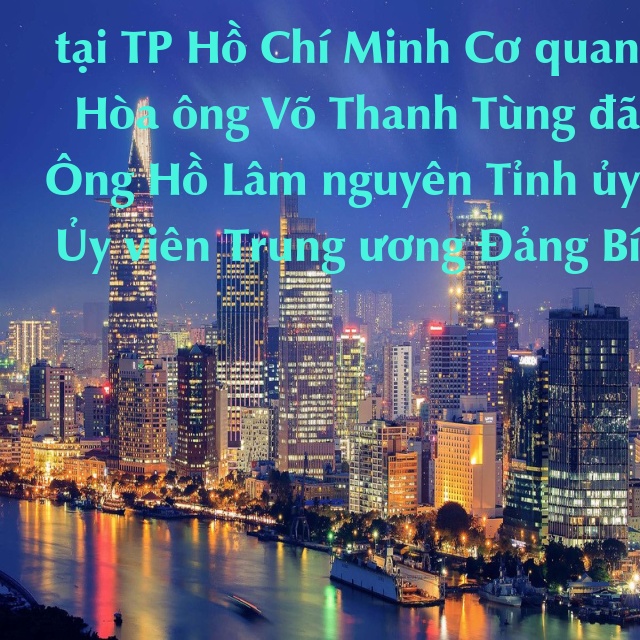 tại TP Hồ Chí Minh Cơ quan
Hòa ông Võ Thanh Tùng đã
Ông Hồ Lâm nguyên Tỉnh ủy
Ủy viên Trung ương Đảng Bí